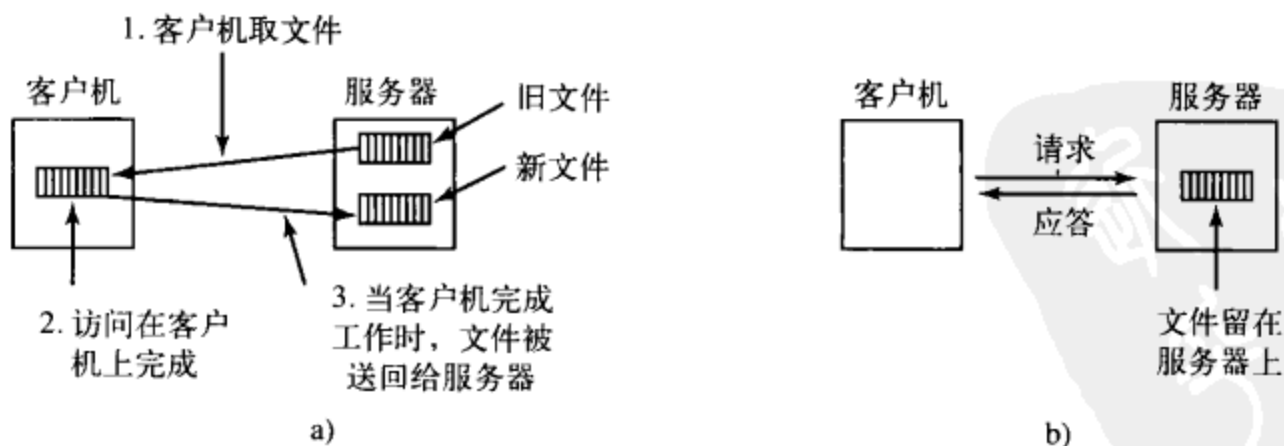 1. 客户机取文件
客户机
服务器
旧文件
新文件
2. 访问在客户
机上完成
3. 当客户机完成
工作时，文件被
送回给服务器
a)
客户机
服务器
请求
应答
文件留在
服务器上
b)